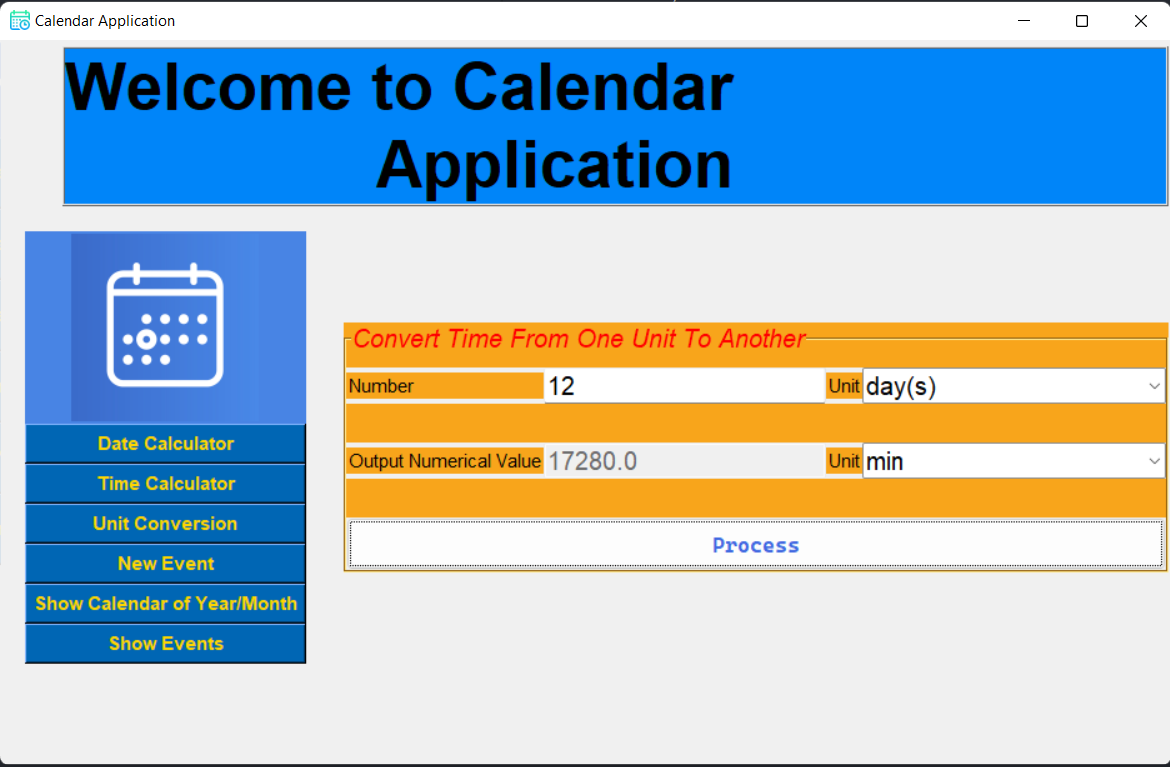 Calendar Application
Welcome to Calendar
Application
Date Calculator
Time Calculator
Unit Conversion
New Event
Show Calendar of Year/Month
Show Events
Convert Time From One Unit To Another
Number 12 Unit day(s)
Output Numerical Value 17280.0 Unit min
Process